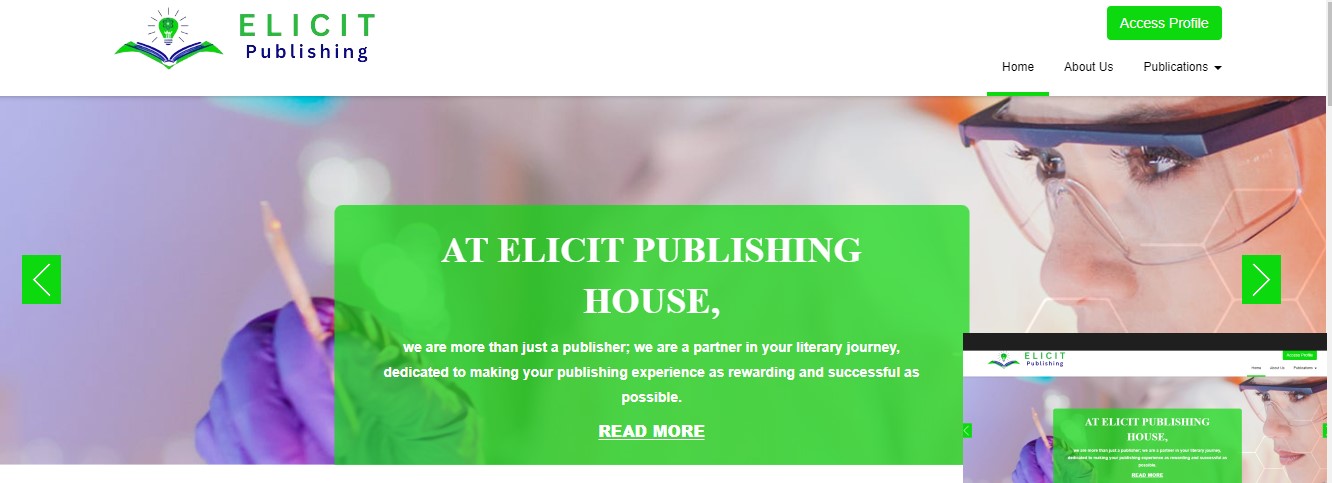 ELICIT
Publishing
Access Profile
Home About Us Publications
AT ELICIT PUBLISHING
HOUSE,
we are more than just a publisher; we are a partner in your literary journey,
dedicated to making your publishing experience as rewarding and successful as
possible.
READ MORE
ELICIT
Publishing
Access Profile
Home About Us Publications
AT ELICIT PUBLISHING
HOUSE,
we are more than just a publisher; we are a partner in your literary journey,
dedicated to making your publishing experience as rewarding and successful as
possible.
READ MORE